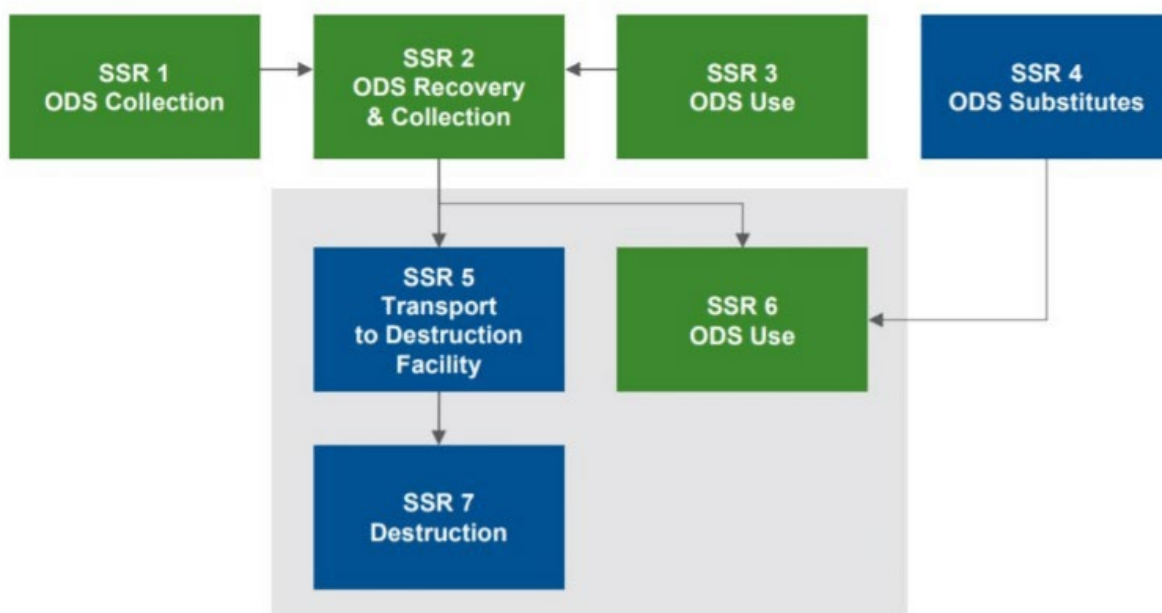 SSR 1
ODS Collection
SSR 2
ODS Recovery
& Collection
SSR 3
ODS Use
SSR 4
ODS Substitutes
SSR 5
Transport
to Destruction
Facility
SSR 6
ODS Use
SSR 7
Destruction